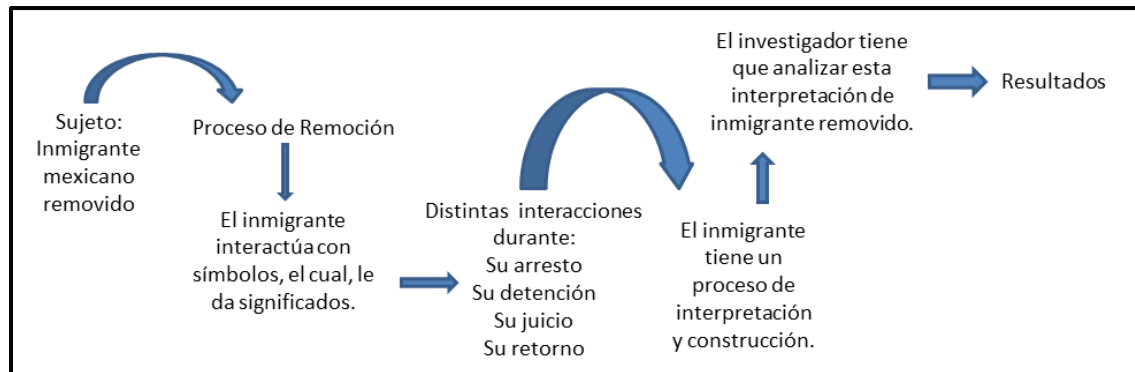 Sujeto:
Inmigrante
mexicano
removido
Proceso de Remoción
El inmigrante
interactúa con
símbolos, el cual, le
da significados.
Distintas interacciones
durante:
Su arresto
Su detención
Su juicio
Su retorno
El inmigrante
tiene un
proceso de
interpretación
y construcción.
El investigador tiene
que analizar esta
interpretación de
inmigrante removido.
Resultados